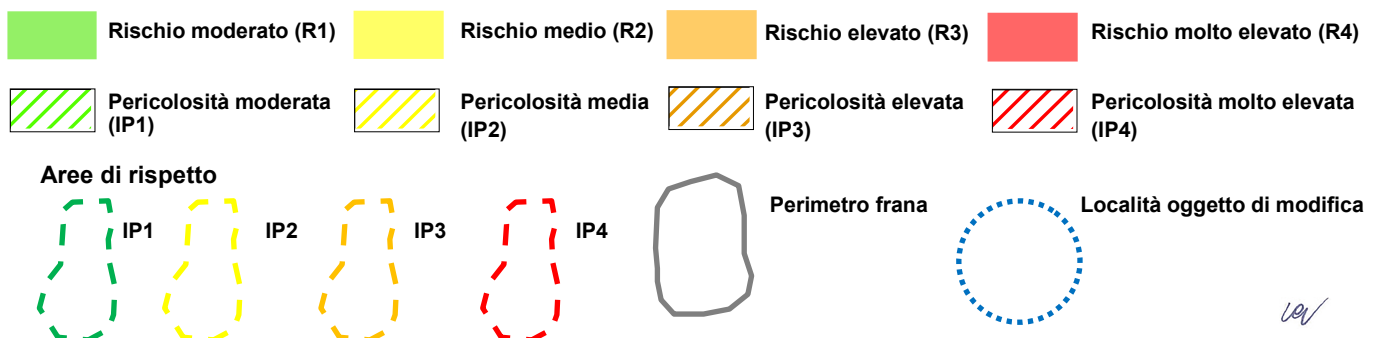 Rischio moderato (R1)
Rischio medio (R2)
Rischio elevato (R3)
Rischio molto elevato (R4)
Pericolosità moderata
(IP1)
Pericolosità media
(IP2)
Pericolosità elevata
(IP3)
Pericolosità molto elevata
(IP4)
Aree di rispetto
IP1
IP2
IP3
IP4
Perimetro frana
Località oggetto di modifica